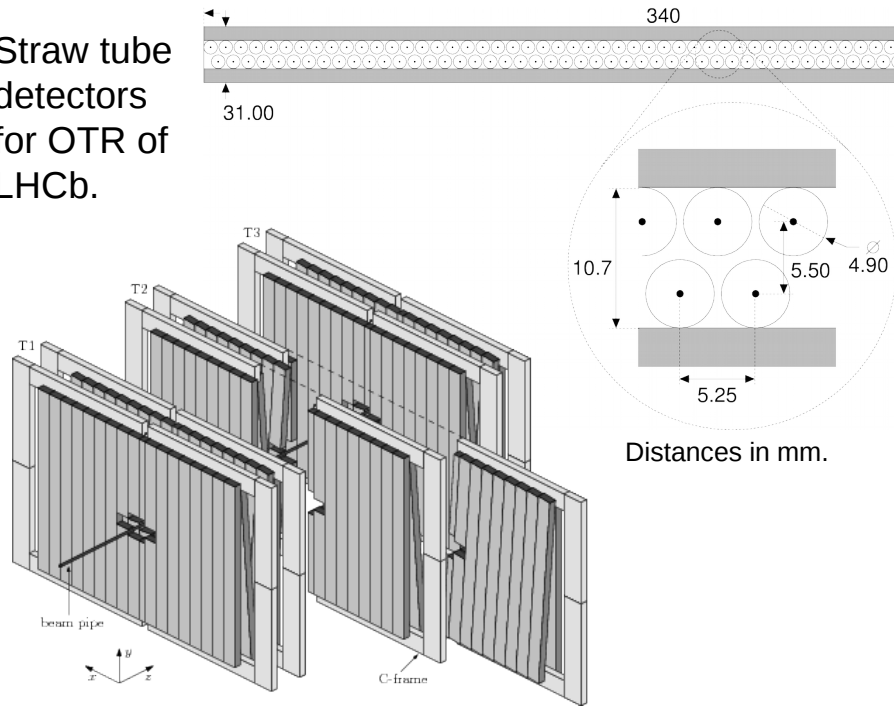 Straw tube
detectors
for OTR of
LHCb.
340
31.00
10.7
5.50
Ø
4.90
5.25
Distances in mm.
T3
T2
T1
beam pipe
y
x
z
C-frame